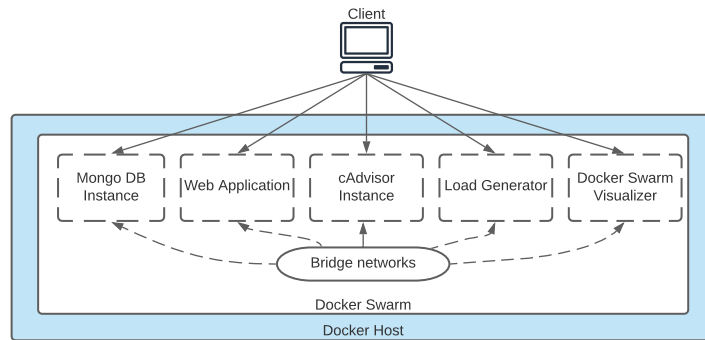 Client
Mongo DB
Instance
Web Application
cAdvisor
Instance
Load Generator
Docker Swarm
Visualizer
Bridge networks
Docker Swarm
Docker Host